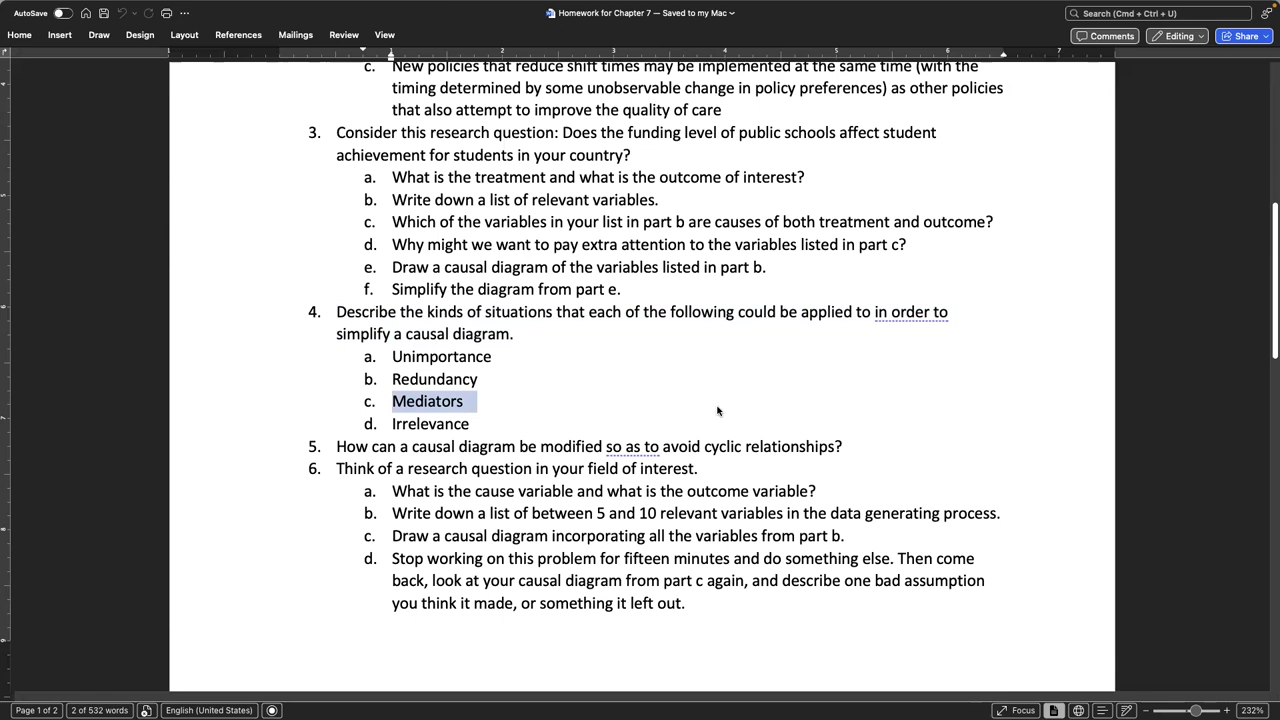 AutoSave
Homework for Chapter 7 — Saved to my Mac
Search (Cmd + Ctrl + U)
Home Insert Draw Design Layout References Mailings Review View
Comments Editing Share
1 2 3 4 5 6 7
c. New policies that reduce shift times may be implemented at the same time (with the
timing determined by some unobservable change in policy preferences) as other policies
that also attempt to improve the quality of care
3. Consider this research question: Does the funding level of public schools affect student
achievement for students in your country?
a. What is the treatment and what is the outcome of interest?
b. Write down a list of relevant variables.
c. Which of the variables in your list in part b are causes of both treatment and outcome?
d. Why might we want to pay extra attention to the variables listed in part c?
e. Draw a causal diagram of the variables listed in part b.
f. Simplify the diagram from part e.
4. Describe the kinds of situations that each of the following could be applied to in order to
simplify a causal diagram.
a. Unimportance
b. Redundancy
c. Mediators
d. Irrelevance
5. How can a causal diagram be modified so as to avoid cyclic relationships?
6. Think of a research question in your field of interest.
a. What is the cause variable and what is the outcome variable?
b. Write down a list of between 5 and 10 relevant variables in the data generating process.
c. Draw a causal diagram incorporating all the variables from part b.
d. Stop working on this problem for fifteen minutes and do something else. Then come
back, look at your causal diagram from part c again, and describe one bad assumption
you think it made, or something it left out.
Page 1 of 2 2 of 532 words English (United States) Focus 232%